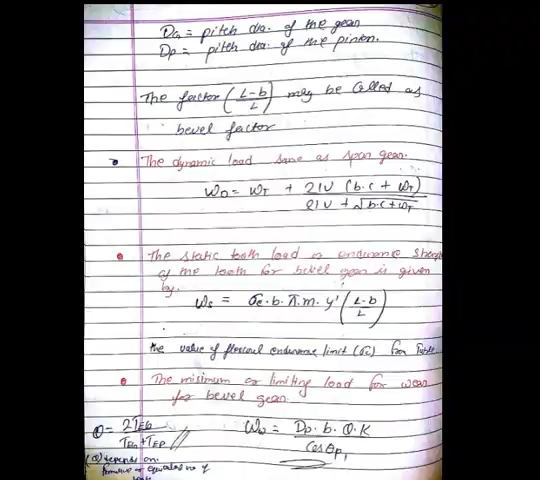 DG = pitch dia. of the gear
Dp = pitch dia. of the pinion.
The factor (L-b/L) may be called as
bevel factor
The dynamic load same as spur gear.
WD = WT + 21V (b.c + WT) / 21V + √b.c + WT
The static tooth load or endurance
of the tooth for bevel gear is given
by.
Ws = σe.b.π.m.y' (L-b/L)
the value of flexural endurance limit (σe) from
The minimum or limiting load for wear
for bevel gear.
Q = 2TEG / TEG + TEP
Ww = Dp.b.Q.K / Cos θp1
(Q) depends on